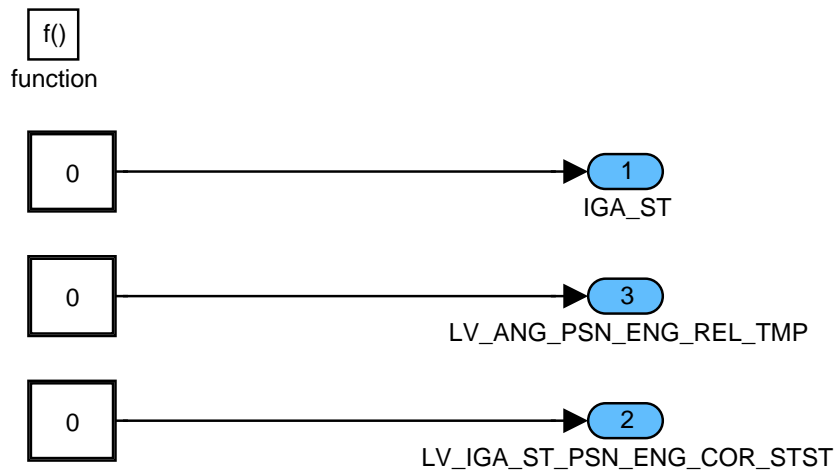 f()
function
0
1
IGA_ST
0
3
LV_ANG_PSN_ENG_REL_TMP
0
2
LV_IGA_ST_PSN_ENG_COR_STST